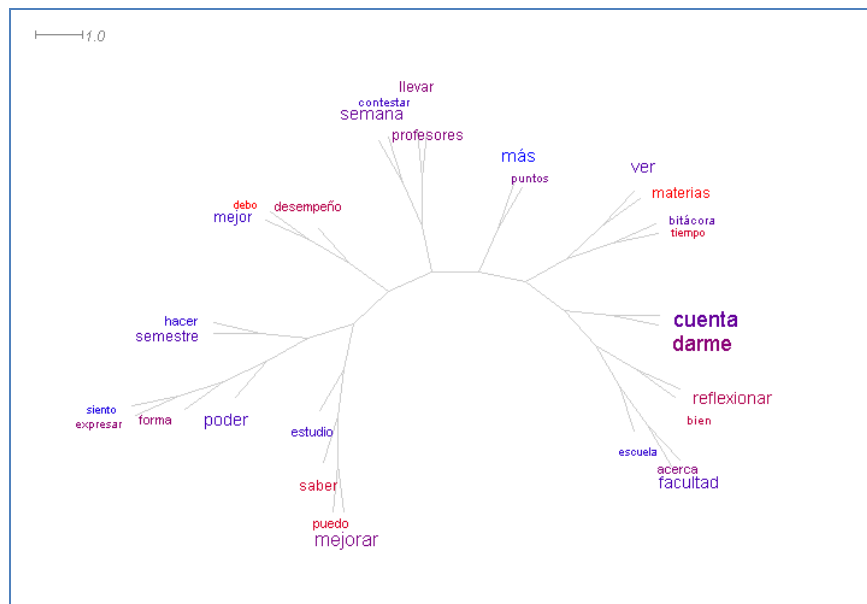 1.0
llevar
contestar
semana
profesores
más
puntos
ver
materias
bitácora
tiempo
debo
desempeño
mejor
cuenta
darme
hacer
semestre
reflexionar
bien
siento
expresar
forma
poder
estudio
escuela
acerca
facultad
saber
puedo
mejorar